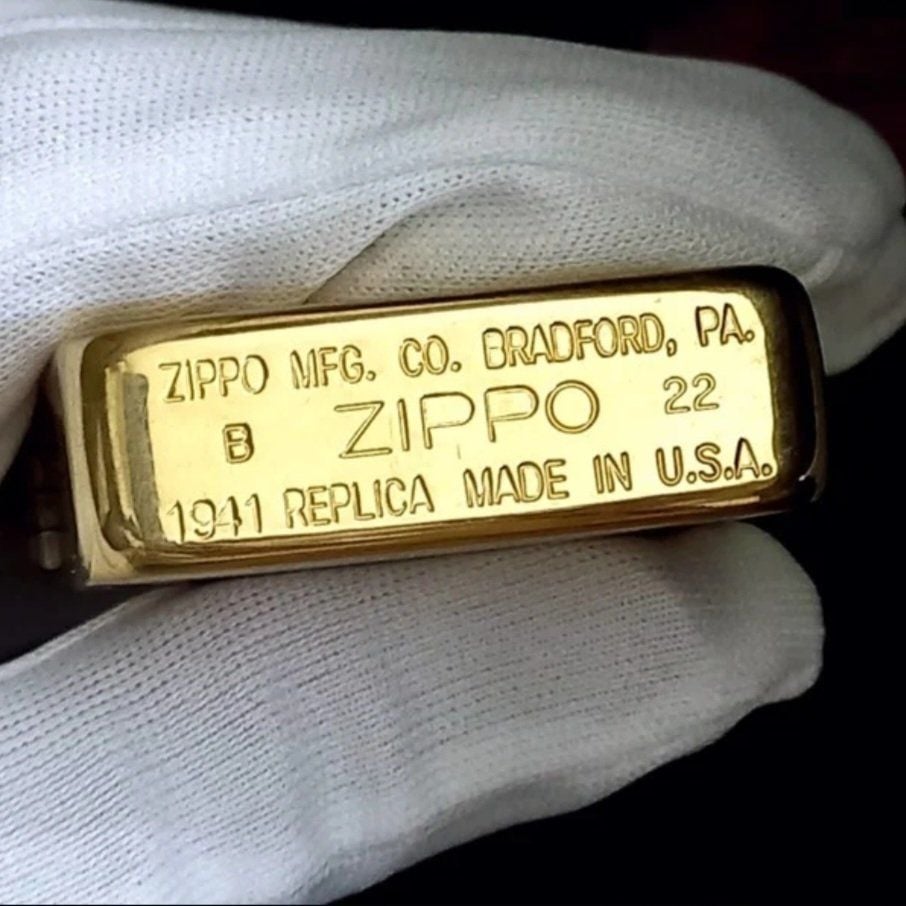 ZIPPO MFG. CO. BRADFORD, PA.
B ZIPPO 22
1941 REPLICA MADE IN U.S.A.